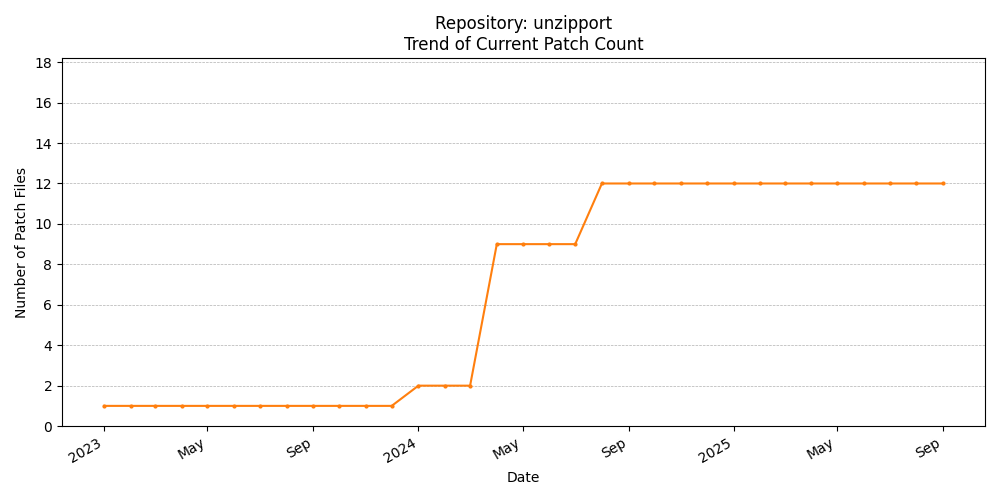 Repository: unzipport
Trend of Current Patch Count
Number of Patch Files
18
16
14
12
10
8
6
4
2
0
2023
May
Sep
2024
May
Sep
2025
May
Sep
Date